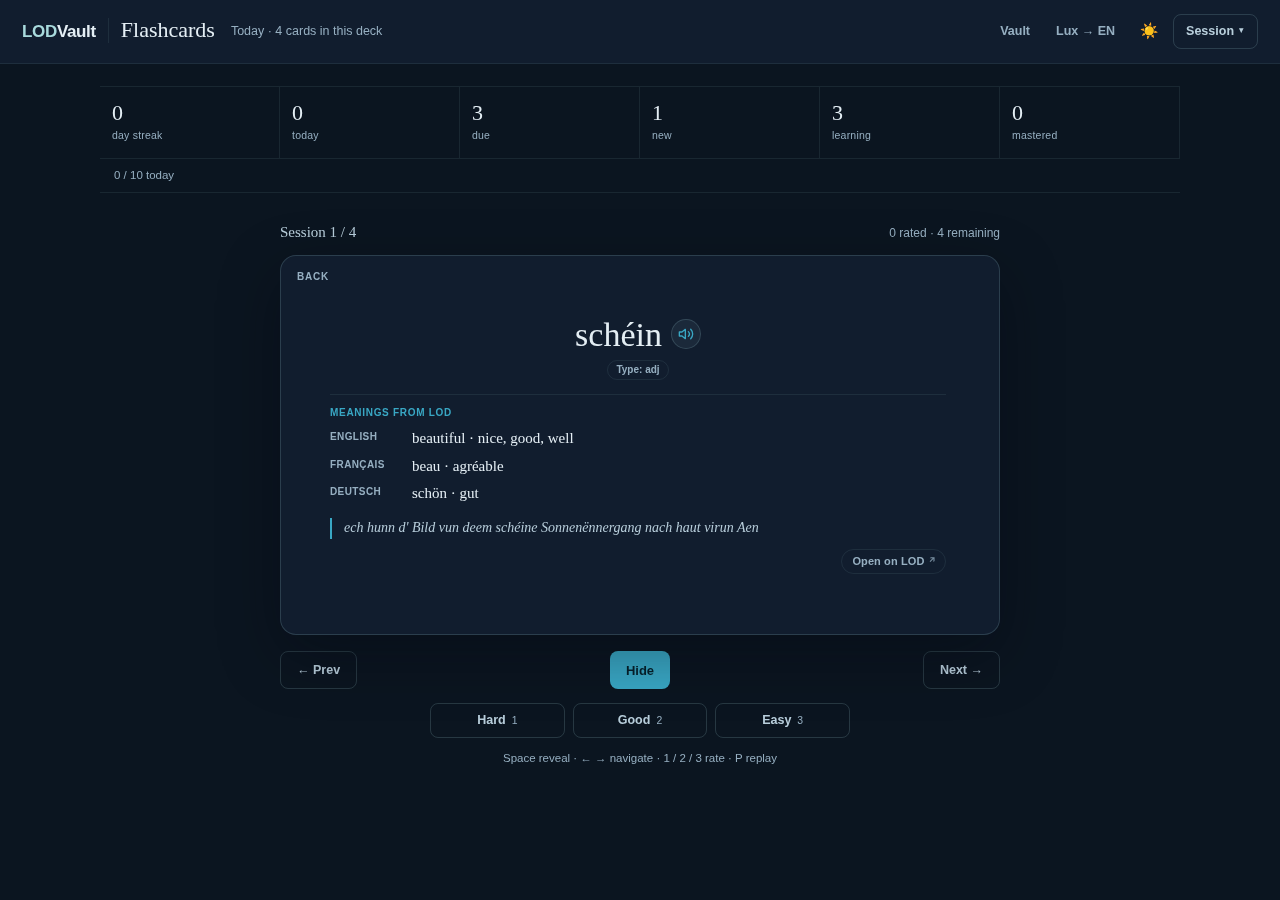 LODVault Flashcards Today · 4 cards in this deck Vault Lux → EN Session ▾
0 0 3 1 3 0
day streak today due new learning mastered
0 / 10 today
Session 1 / 4 0 rated · 4 remaining
BACK
schéin
Type: adj
MEANINGS FROM LOD
ENGLISH beautiful · nice, good, well
FRANÇAIS beau · agréable
DEUTSCH schön · gut
ech hunn d' Bild vun deem schéine Sonnenënnergang nach haut virun Aen
Open on LOD ↗
← Prev Hide Next →
Hard 1 Good 2 Easy 3
Space reveal · ← → navigate · 1 / 2 / 3 rate · P replay